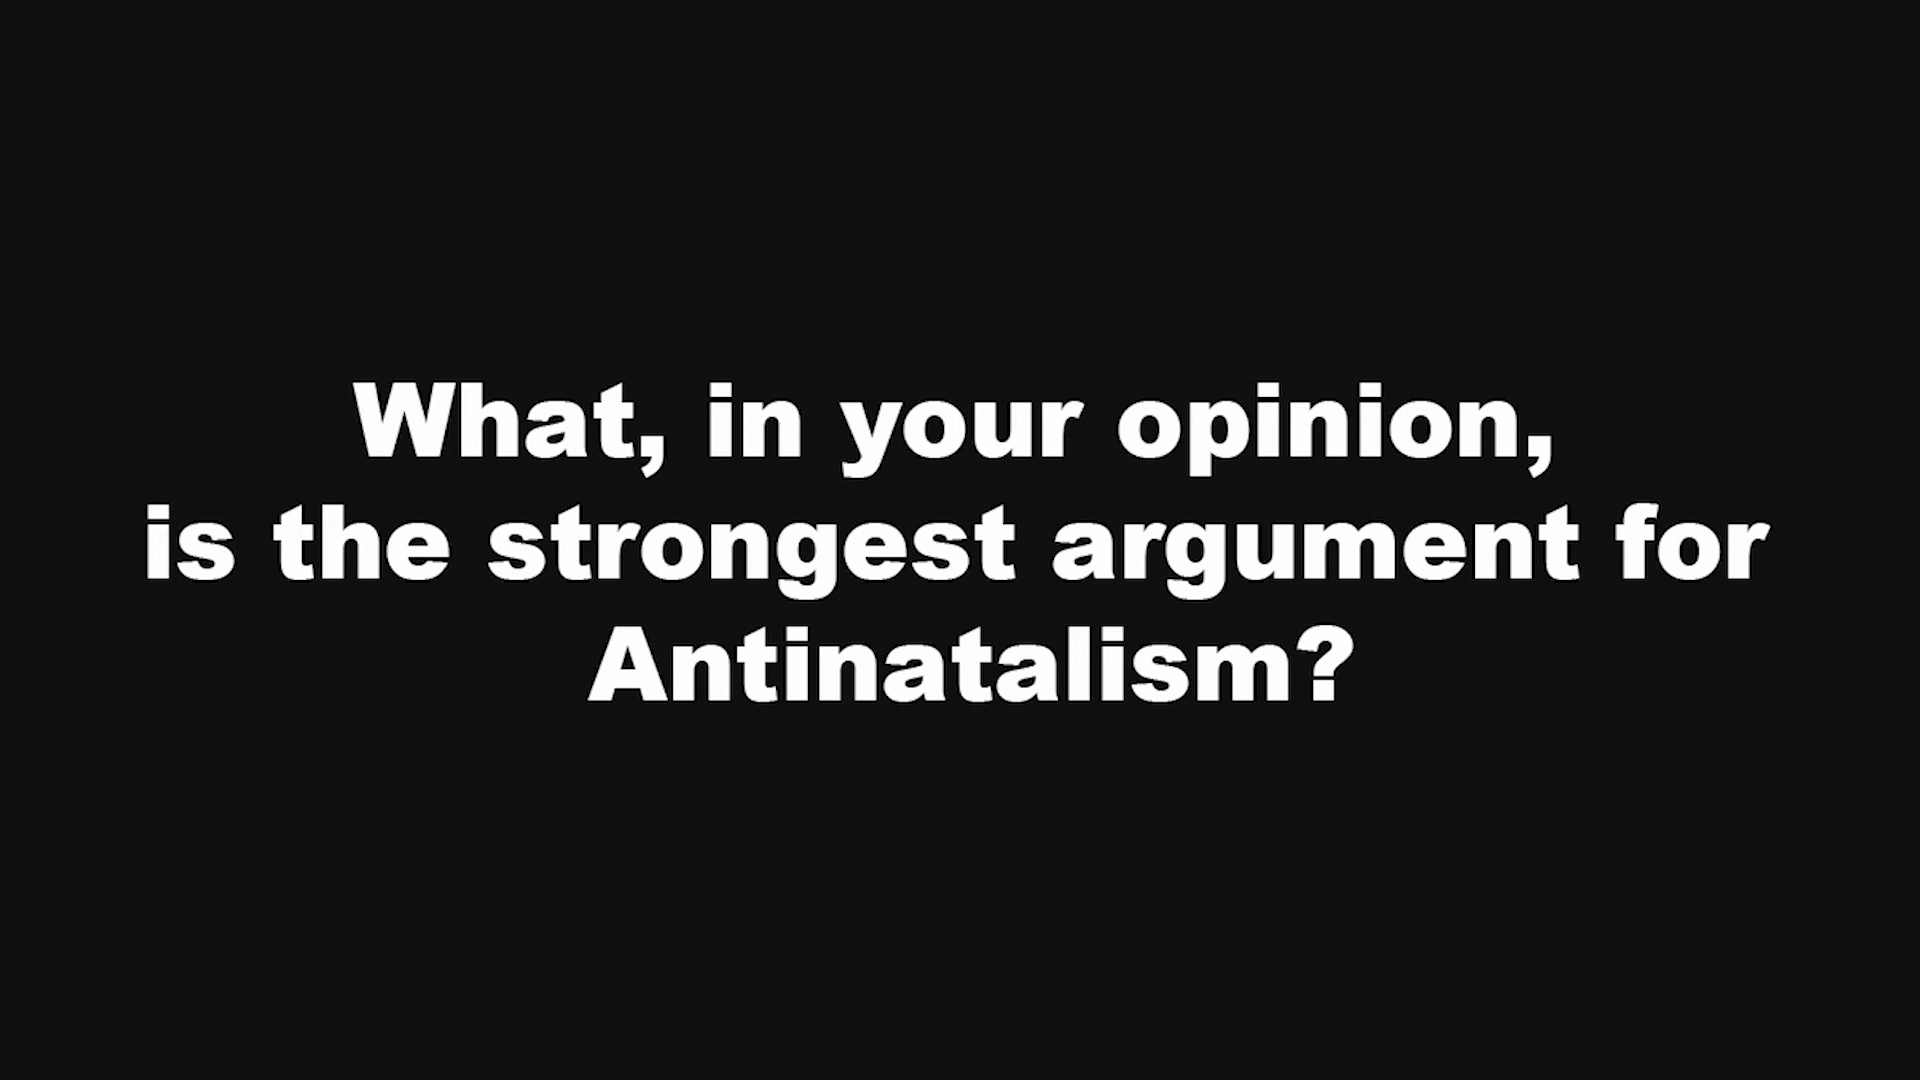 What, in your opinion,
is the strongest argument for
Antinatalism?